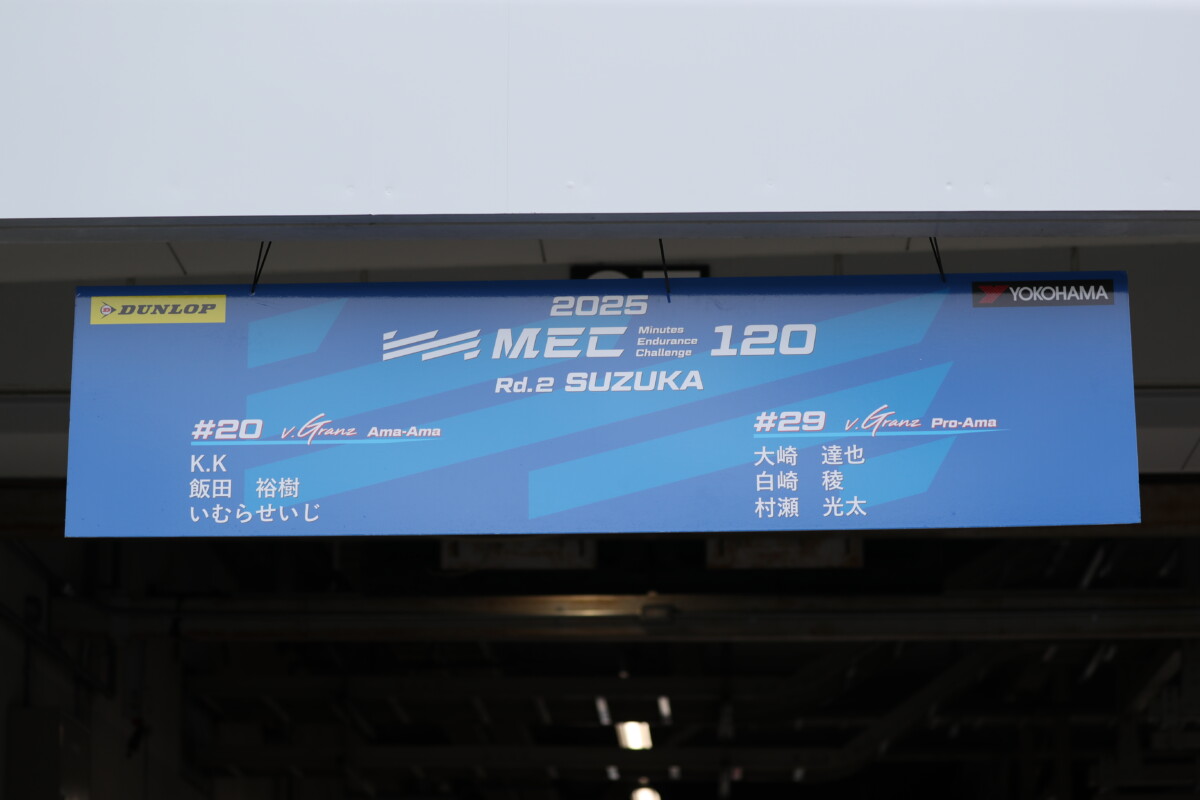 DUNLOP
YOKOHAMA
2025
MEC Minutes Endurance Challenge 120
Rd.2 SUZUKA
#20 v.Granz Ama-Ama
K.K
飯田 裕樹
いむらせいじ
#29 v.Granz Pro-Ama
大崎 達也
白崎 稜
村瀬 光太